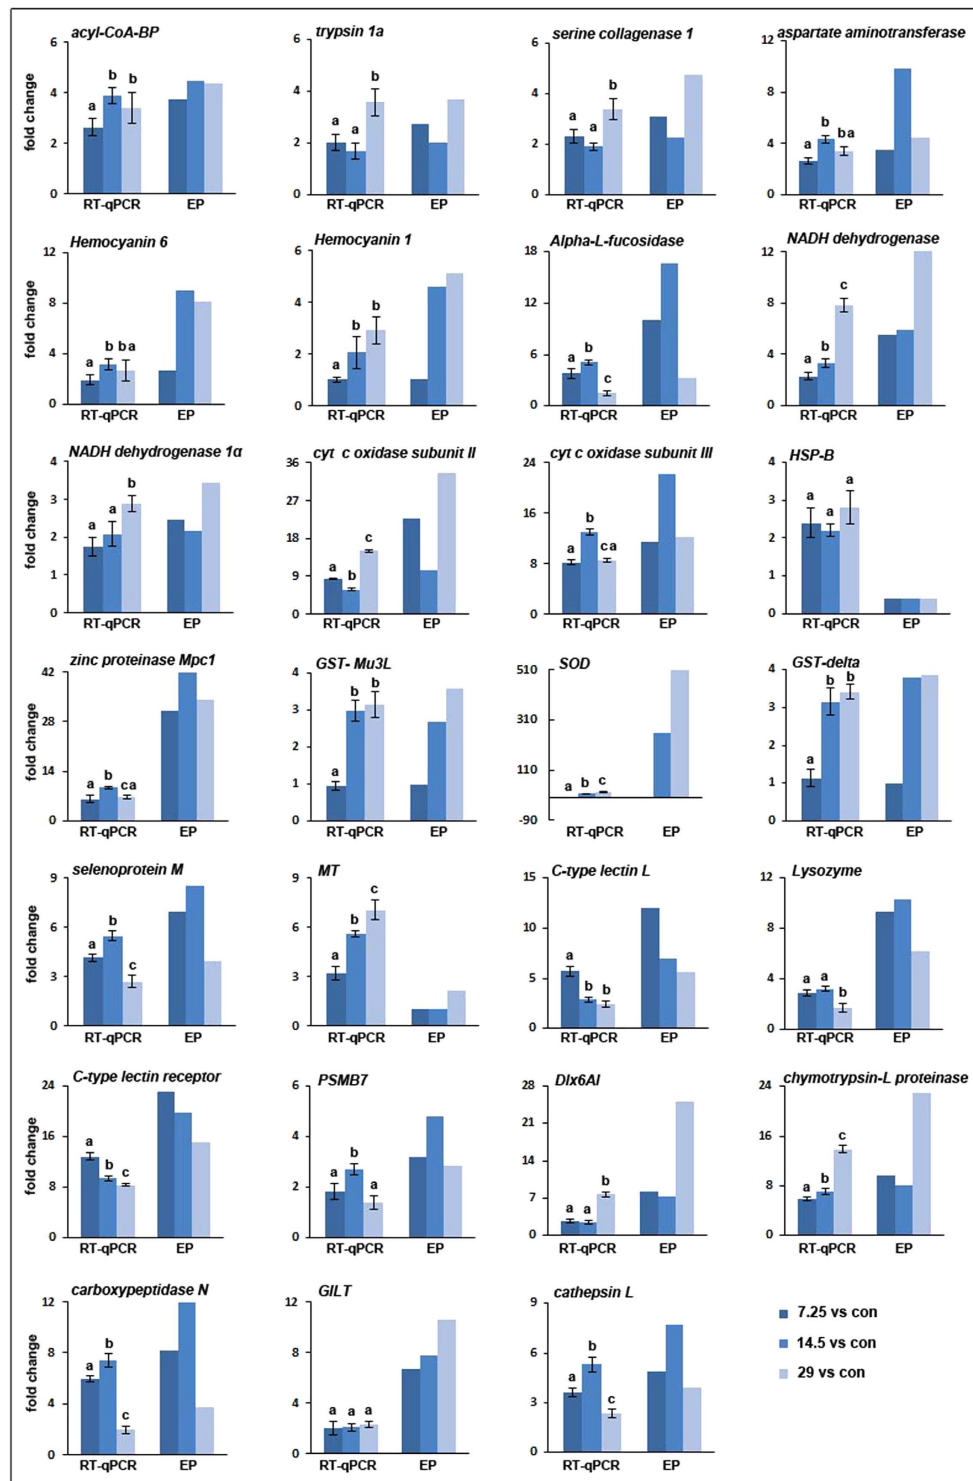 acyl-CoA-BP
fold change
6
4
2
0
a
b
b
RT-qPCR
EP
trypsin 1a
6
4
2
0
a
a
b
RT-qPCR
EP
serine collagenase 1
6
4
2
0
a
a
b
RT-qPCR
EP
aspartate aminotransferase
12
8
4
0
a
b
b a
RT-qPCR
EP
Hemocyanin 6
fold change
12
8
4
0
a
b
b a
RT-qPCR
EP
Hemocyanin 1
6
4
2
0
a
b
b
RT-qPCR
EP
Alpha-L-fucosidase
18
12
6
0
a
b
c
RT-qPCR
EP
NADH dehydrogenase
12
8
4
0
a
b
c
RT-qPCR
EP
NADH dehydrogenase 1α
fold change
4
3
2
1
0
a
a
b
RT-qPCR
EP
cyt c oxidase subunit II
36
27
18
9
0
a
b
c
RT-qPCR
EP
cyt c oxidase subunit III
24
16
8
0
a
b
c a
RT-qPCR
EP
HSP-B
4
3
2
1
0
a
a
a
RT-qPCR
EP
zinc proteinase Mpc1
fold change
42
28
14
0
a
b
ca
RT-qPCR
EP
GST- Mu3L
4
3
2
1
0
a
b
b
RT-qPCR
EP
SOD
510
310
110
-90
a
b
c
RT-qPCR
EP
GST-delta
4
3
2
1
0
a
b
b
RT-qPCR
EP
selenoprotein M
fold change
9
6
3
0
a
b
c
RT-qPCR
EP
MT
9
6
3
0
a
b
c
RT-qPCR
EP
C-type lectin L
15
10
5
0
a
b
b
RT-qPCR
EP
Lysozyme
12
8
4
0
a
a
b
RT-qPCR
EP
C-type lectin receptor
fold change
24
16
8
0
a
b
c
RT-qPCR
EP
PSMB7
6
4
2
0
a
b
a
RT-qPCR
EP
Dlx6Al
28
21
14
7
0
a
a
b
RT-qPCR
EP
chymotrypsin-L proteinase
24
16
8
0
a
b
c
RT-qPCR
EP
carboxypeptidase N
fold change
12
8
4
0
a
b
c
RT-qPCR
EP
GILT
12
8
4
0
a
a
a
RT-qPCR
EP
cathepsin L
9
6
3
0
a
b
c
RT-qPCR
EP
7.25 vs con
14.5 vs con
29 vs con